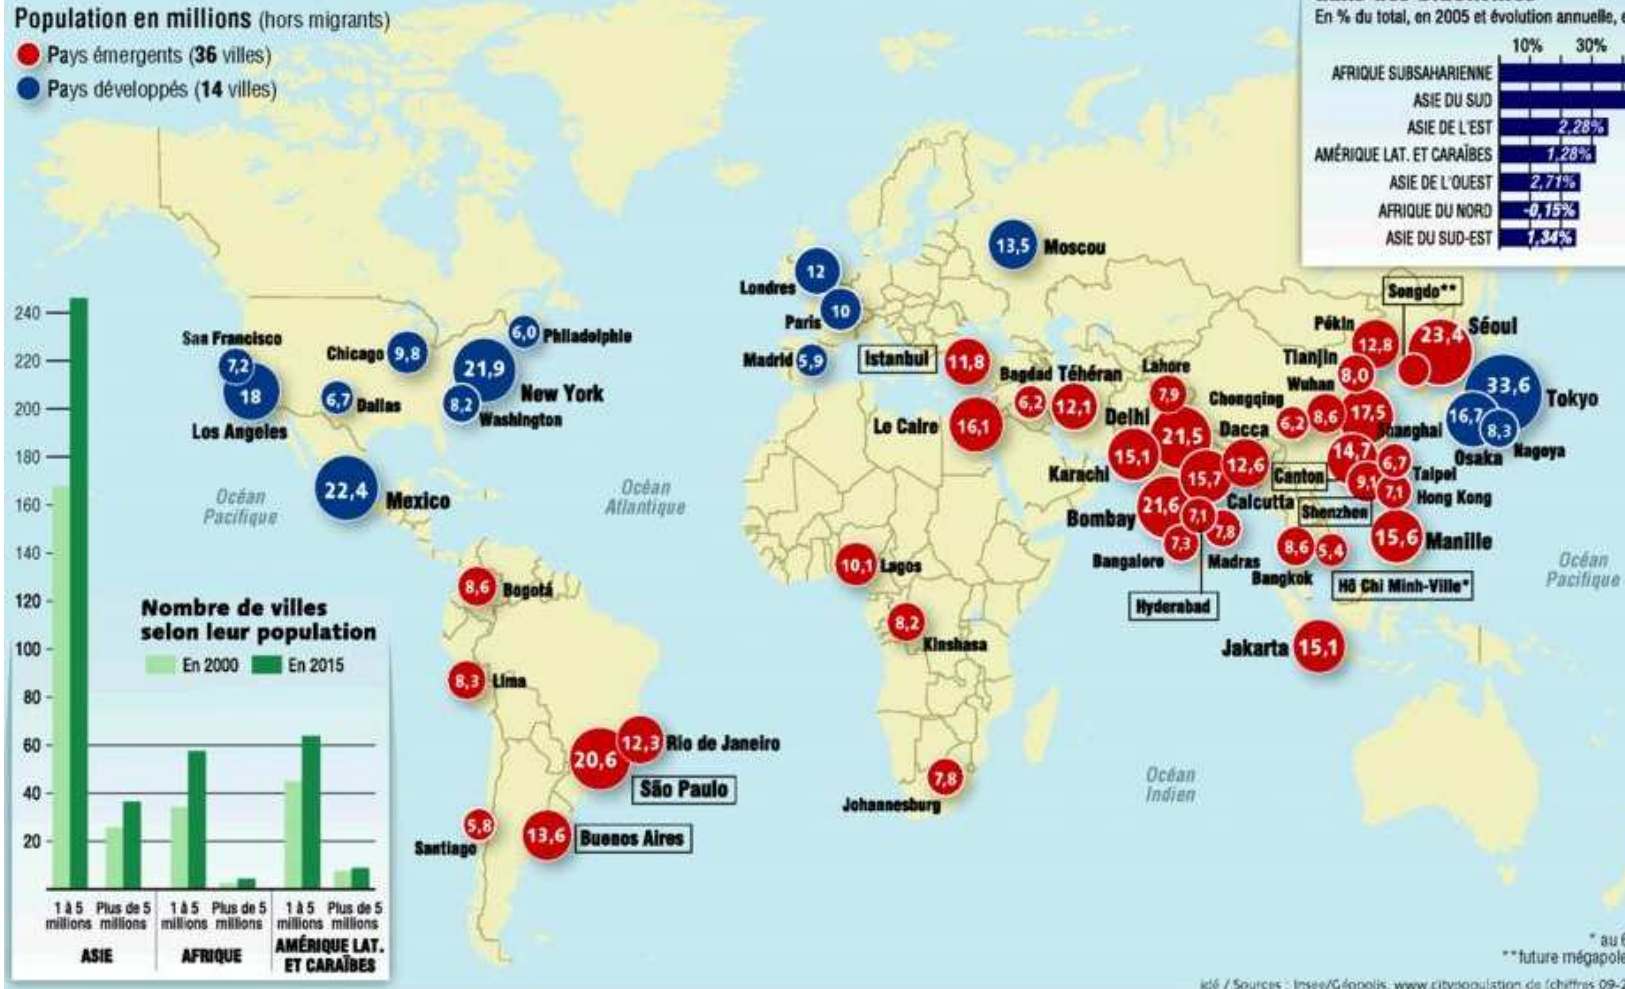 Population en millions (hors migrants)
Pays émergents (36 villes)
Pays développés (14 villes)
En % du total, en 2005 et évolution annuelle, e
10% 30%
AFRIQUE SUBSAHARIENNE
ASIE DU SUD
ASIE DE L'EST 2,28%
AMÉRIQUE LAT. ET CARAÏBES 1,28%
ASIE DE L'OUEST 2,71%
AFRIQUE DU NORD -0,15%
ASIE DU SUD-EST 1,34%
San Francisco
7,2
18
Los Angeles
Chicago 9,8
6,7 Dallas
6,0 Philadelphie
21,9
New York
8,2
Washington
22,4 Mexico
Océan
Pacifique
Océan
Atlantique
13,5 Moscou
12
Londres
10
Paris
Madrid 5,9
Istanbul 11,8
Bagdad
6,2
Téhéran
12,1
Le Caire 16,1
Lahore
7,9
Delhi
21,5
Karachi
15,1
Dacca
12,6
15,7
Calcutta
Bombay
21,6
7,1
Hyderabad
Bangalore
7,3
7,8
Madras
Songdo**
Pékin
12,8
Tianjin
8,0
Wuhan
8,6
Chongqing
6,2
23,4 Séoul
17,5
Shanghai
33,6
Tokyo
16,7
Osaka
8,3
Nagoya
14,7
Canton
9,1
Shenzhen
6,7
Taipei
7,1
Hong Kong
15,6 Manille
8,6
Bangkok
5,4
Hô Chi Minh-Ville*
Jakarta 15,1
Océan
Pacifique
Océan
Indien
10,1 Lagos
8,2
Kinshasa
7,8
Johannesburg
8,6
Bogotá
8,3 Lima
20,6
São Paulo
12,3 Rio de Janeiro
5,8
Santiago
13,6 Buenos Aires
Nombre de villes
selon leur population
En 2000 En 2015
240
220
200
180
160
140
120
100
80
60
40
20
1 à 5 Plus de 5 1 à 5 Plus de 5 1 à 5 Plus de 5
millions millions millions millions millions millions
ASIE AFRIQUE AMÉRIQUE LAT.
ET CARAÏBES
* au
**future mégapole
idé / Sources : Insee/Géopolis, www.citypopulation.de (chiffres 09-2